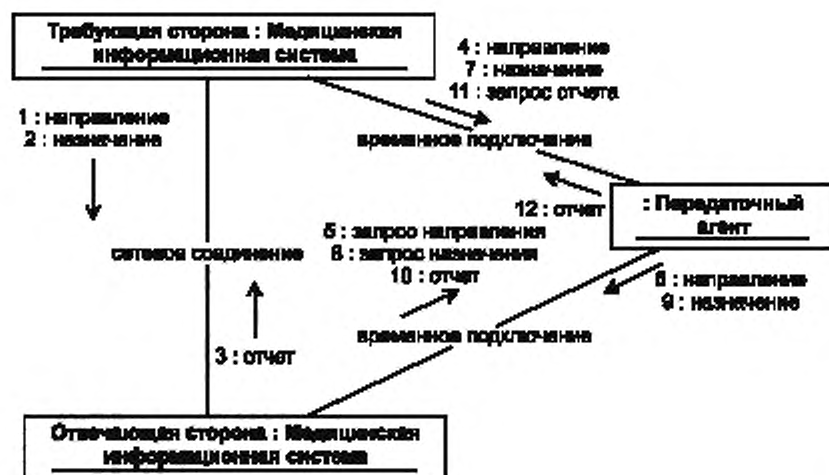 Требующая сторона : Медицинская
информационная система
4 : направление
7 : назначение
11 : запрос отчета
1 : направление
2 : назначение
временное подключение
12 : отчет
: Передаточный
агент
5 : запрос направления
8 : запрос назначения
10 : отчет
сетевое соединение
6 : направление
9 : назначение
временное подключение
3 : отчет
Отвечающая сторона : Медицинская
информационная система